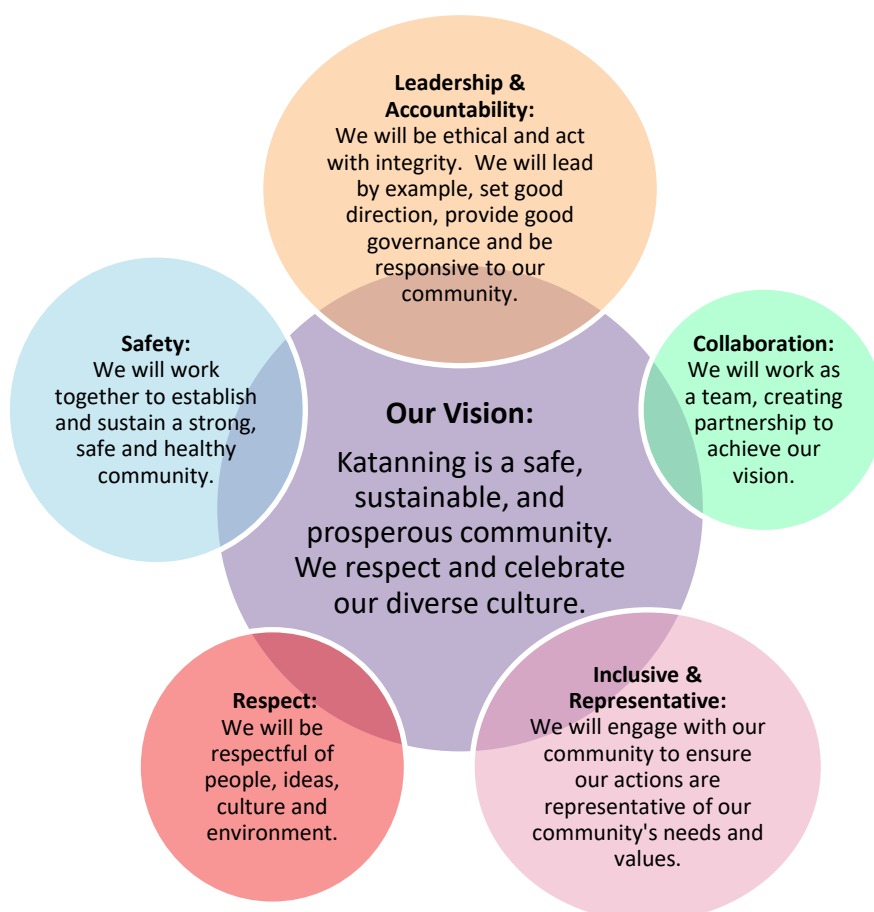 Leadership &
Accountability:
We will be ethical and act
with integrity.  We will lead
by example, set good
direction, provide good
governance and be
responsive to our
community.
Safety:
We will work
together to establish
and sustain a strong,
safe and healthy
community.
Collaboration:
We will work as
a team, creating
partnership to
achieve our
vision.
Our Vision:
Katanning is a safe,
sustainable, and
prosperous community.
We respect and celebrate
our diverse culture.
Respect:
We will be
respectful of
people, ideas,
culture and
environment.
Inclusive &
Representative:
We will engage with our
community to ensure
our actions are
representative of our
community's needs and
values.